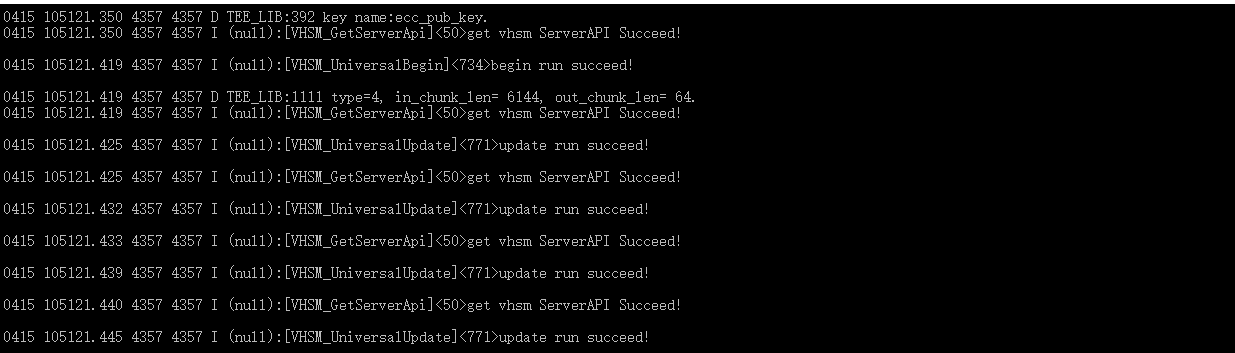 0415 105121.350 4357 4357 D TEE_LIB:392 key name:ecc_pub_key.
0415 105121.350 4357 4357 I (null):[VHSM_GetServerApi]<50>get vhsm ServerAPI Succeed!
0415 105121.419 4357 4357 I (null):[VHSM_UniversalBegin]<734>begin run succeed!
0415 105121.419 4357 4357 D TEE_LIB:1111 type=4, in_chunk_len= 6144, out_chunk_len= 64.
0415 105121.419 4357 4357 I (null):[VHSM_GetServerApi]<50>get vhsm ServerAPI Succeed!
0415 105121.425 4357 4357 I (null):[VHSM_UniversalUpdate]<771>update run succeed!
0415 105121.425 4357 4357 I (null):[VHSM_GetServerApi]<50>get vhsm ServerAPI Succeed!
0415 105121.432 4357 4357 I (null):[VHSM_UniversalUpdate]<771>update run succeed!
0415 105121.433 4357 4357 I (null):[VHSM_GetServerApi]<50>get vhsm ServerAPI Succeed!
0415 105121.439 4357 4357 I (null):[VHSM_UniversalUpdate]<771>update run succeed!
0415 105121.440 4357 4357 I (null):[VHSM_GetServerApi]<50>get vhsm ServerAPI Succeed!
0415 105121.445 4357 4357 I (null):[VHSM_UniversalUpdate]<771>update run succeed!